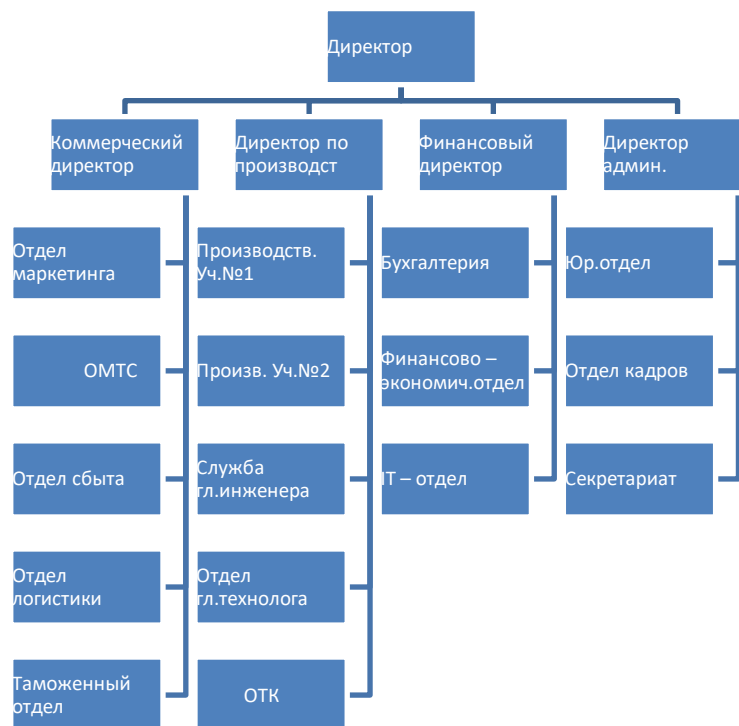 Директор
Коммерческий
директор
Директор по
производст
Финансовый
директор
Директор
админ.
Отдел
маркетинга
ОМТС
Отдел сбыта
Отдел
логистики
Таможенный
отдел
Производств.
Уч.№1
Произв. Уч.№2
Служба
гл.инженера
Отдел
гл.технолога
ОТК
Бухгалтерия
Финансово –
экономич.отдел
IT – отдел
Юр.отдел
Отдел кадров
Секретариат